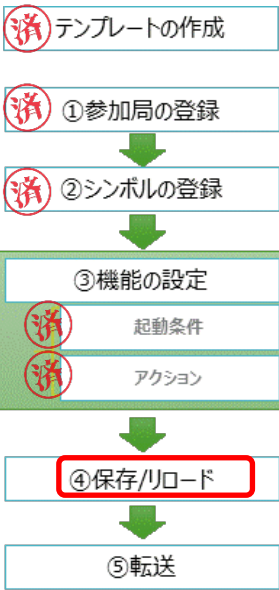 済 テンプレートの作成
済 ①参加局の登録
済 ②シンボルの登録
③機能の設定
済 起動条件
済 アクション
④保存/リロード
⑤転送